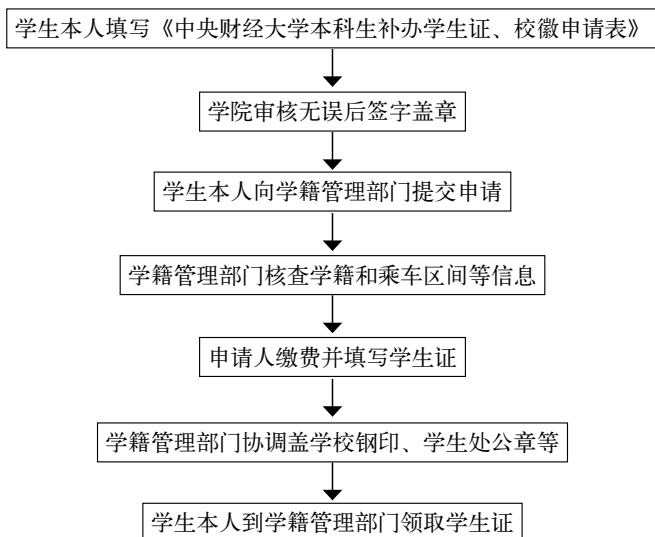 学生本人填写《中央财经大学本科生补办学生证、校徽申请表》
学院审核无误后签字盖章
学生本人向学籍管理部门提交申请
学籍管理部门核查学籍和乘车区间等信息
申请人缴费并填写学生证
学籍管理部门协调盖学校钢印、学生处公章等
学生本人到学籍管理部门领取学生证